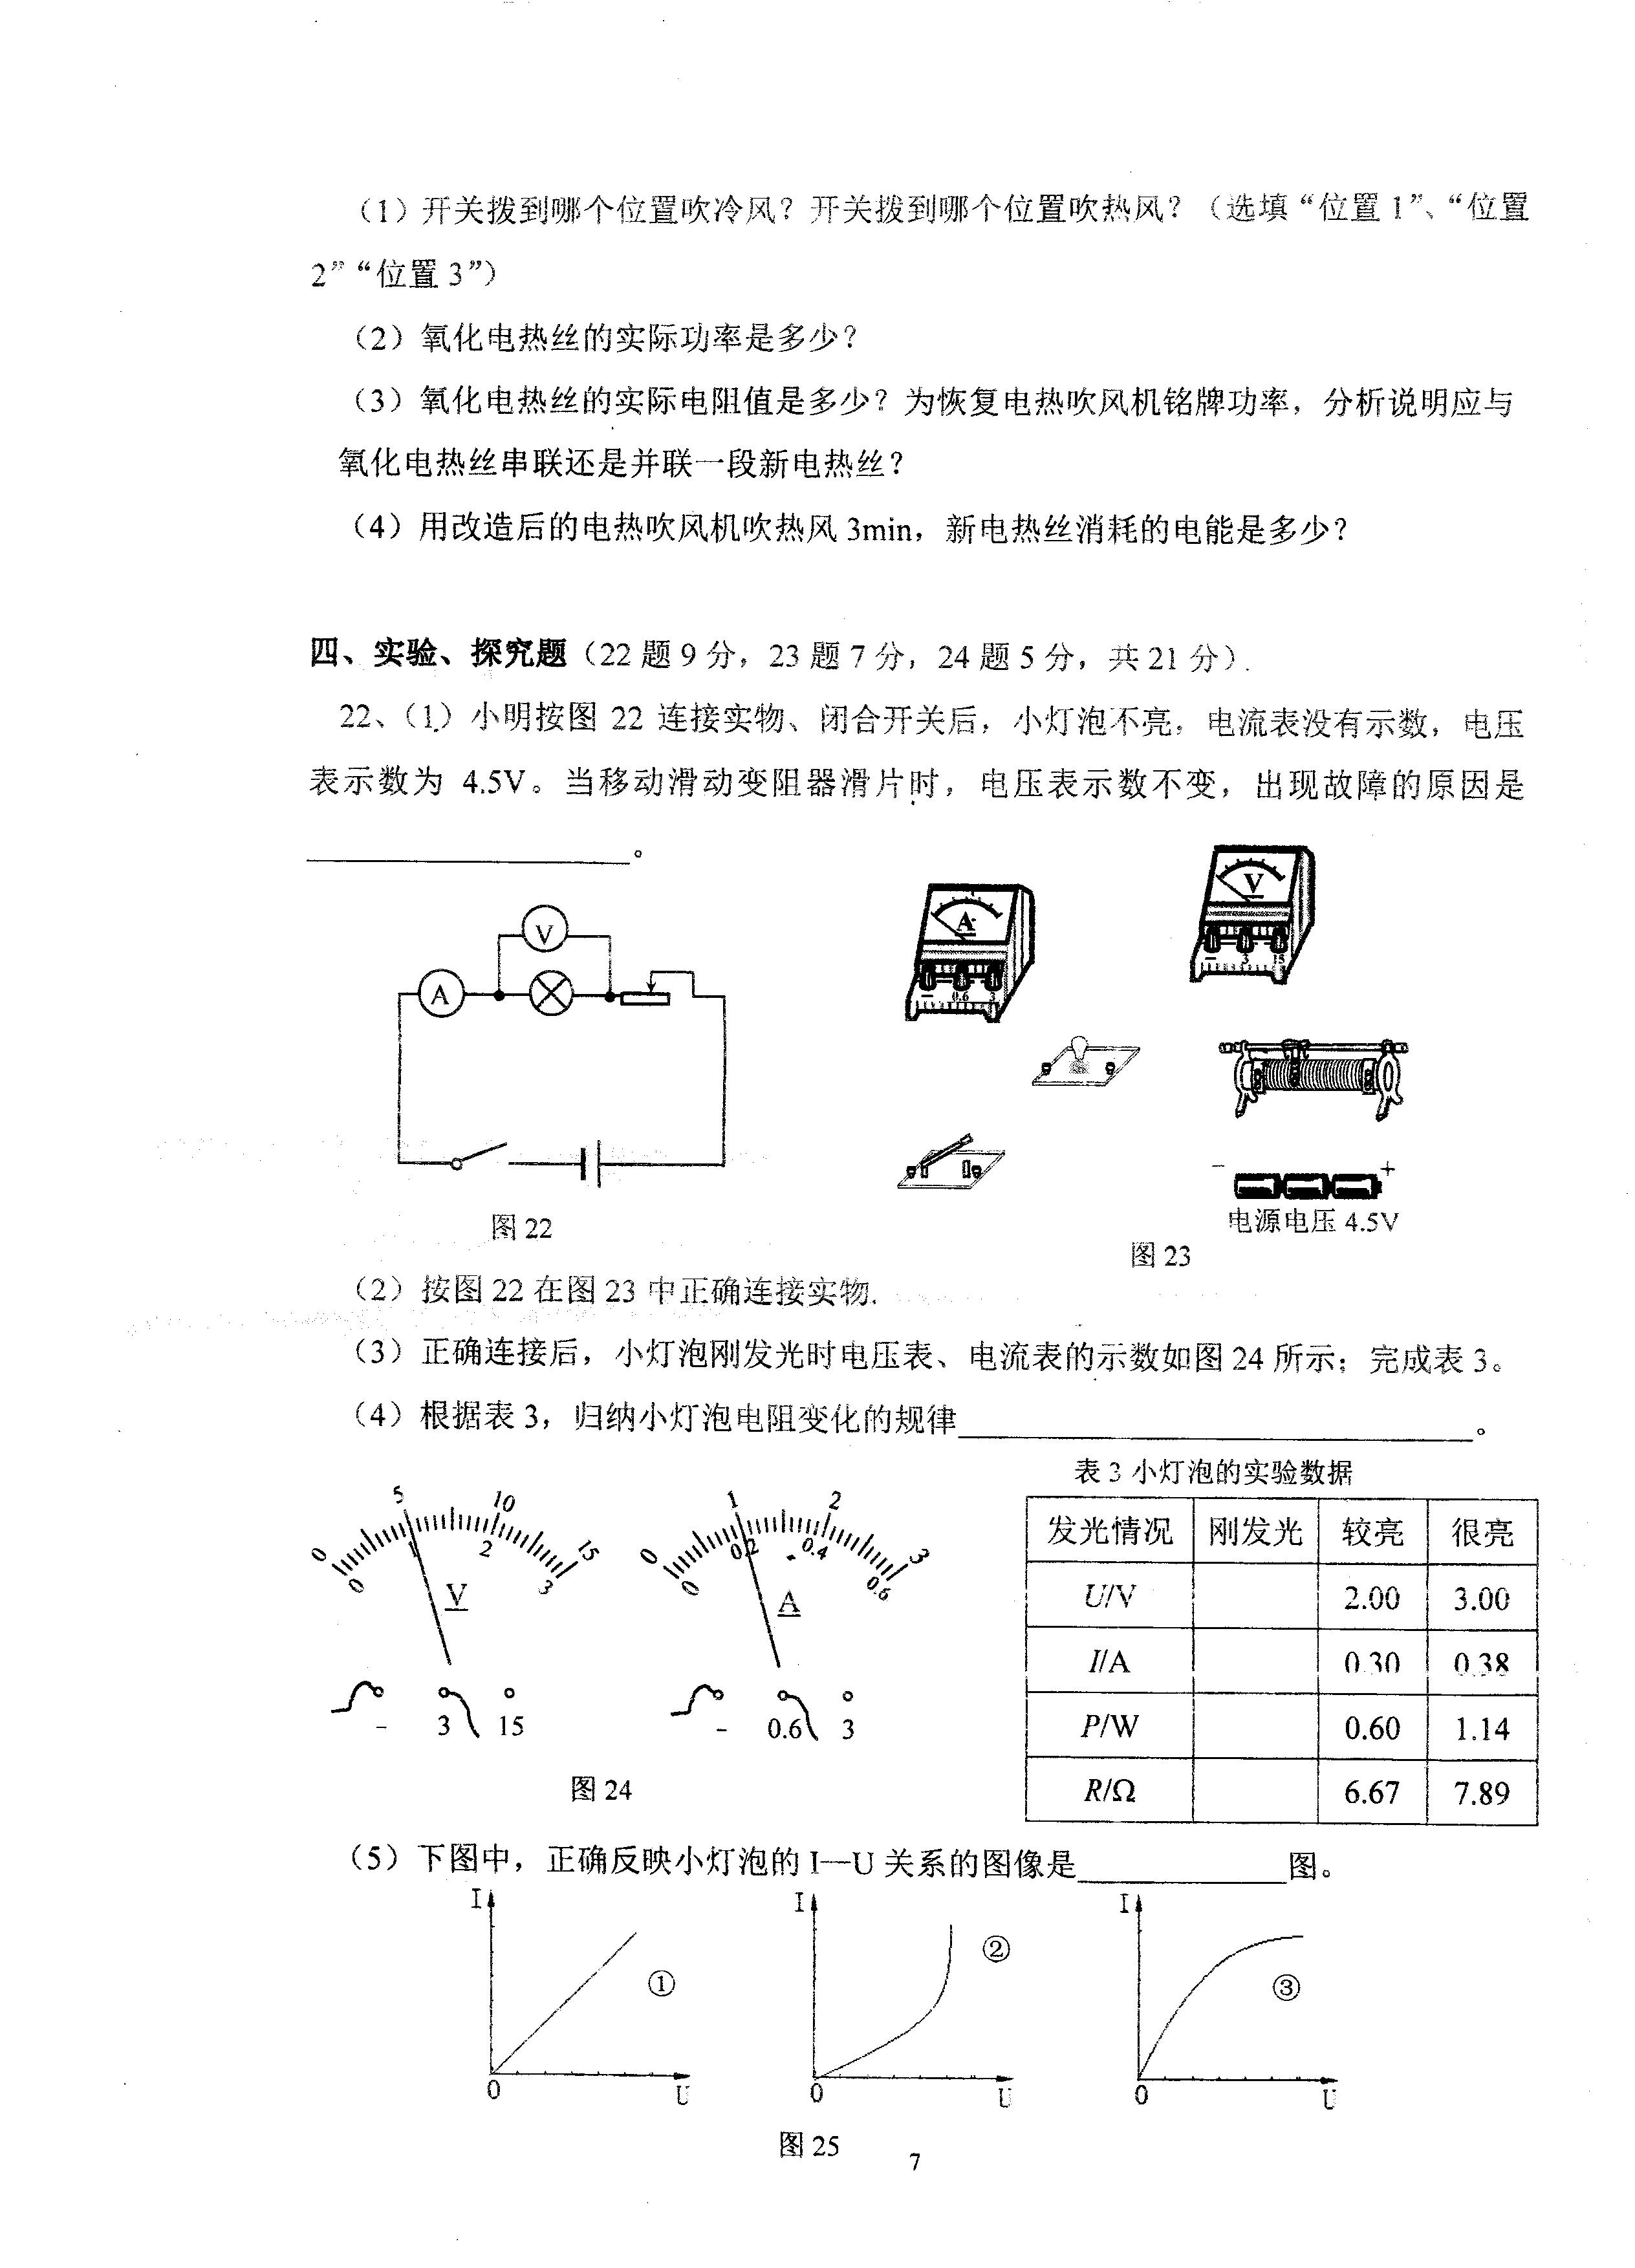 （1）开关拨到哪个位置吹冷风？开关拨到哪个位置吹热风？（选填“位置 1”、“位置
2”“位置 3”）
（2）氧化电热丝的实际功率是多少？
（3）氧化电热丝的实际电阻值是多少？为恢复电热吹风机铭牌功率，分析说明应与
氧化电热丝串联还是并联一段新电热丝？
（4）用改造后的电热吹风机吹热风 3min，新电热丝消耗的电能是多少？
四、实验、探究题（22 题 9 分，23 题 7 分，24 题 5 分，共 21 分）.
22、（1）小明按图 22 连接实物、闭合开关后，小灯泡不亮，电流表没有示数，电压
表示数为 4.5V。当移动滑动变阻器滑片时，电压表示数不变，出现故障的原因是
______________。
V
A
A
− 0.6 3
V
− 3 15
− +
电源电压 4.5V
图 22
图 23
（2）按图 22 在图 23 中正确连接实物.
（3）正确连接后，小灯泡刚发光时电压表、电流表的示数如图 24 所示；完成表 3。
（4）根据表 3，归纳小灯泡电阻变化的规律______________。
0 5 10 15
0 1 2 3
V
− 3 15
0 1 2 3
0 0.2 0.4 0.6
A
− 0.6 3
图 24
表 3 小灯泡的实验数据
发光情况 刚发光 较亮 很亮
U/V 2.00 3.00
I/A 0.30 0.38
P/W 0.60 1.14
R/Ω 6.67 7.89
（5）下图中，正确反映小灯泡的 I—U 关系的图像是______________图。
I ① 0 U
I ② 0 U
I ③ 0 U
图 25
7